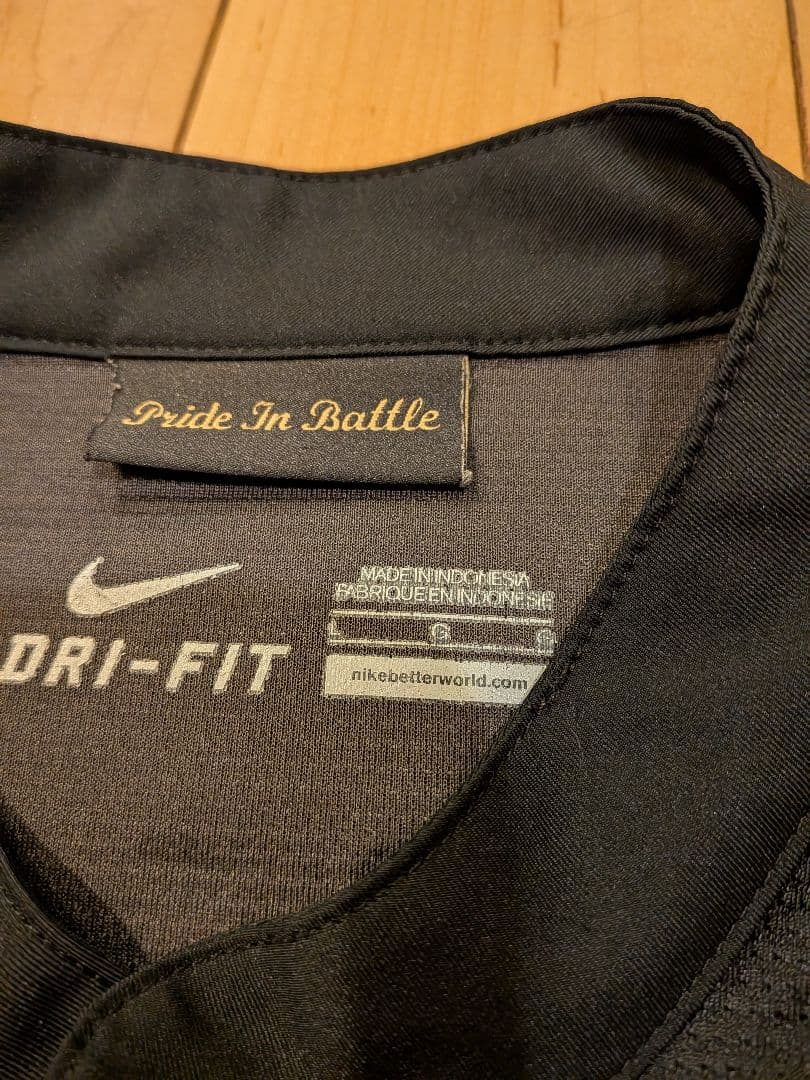 Pride In Battle
DRI-FIT
MADE IN INDONESIA
FABRIQUE EN INDONESIE
L G G
nikebetterworld.com